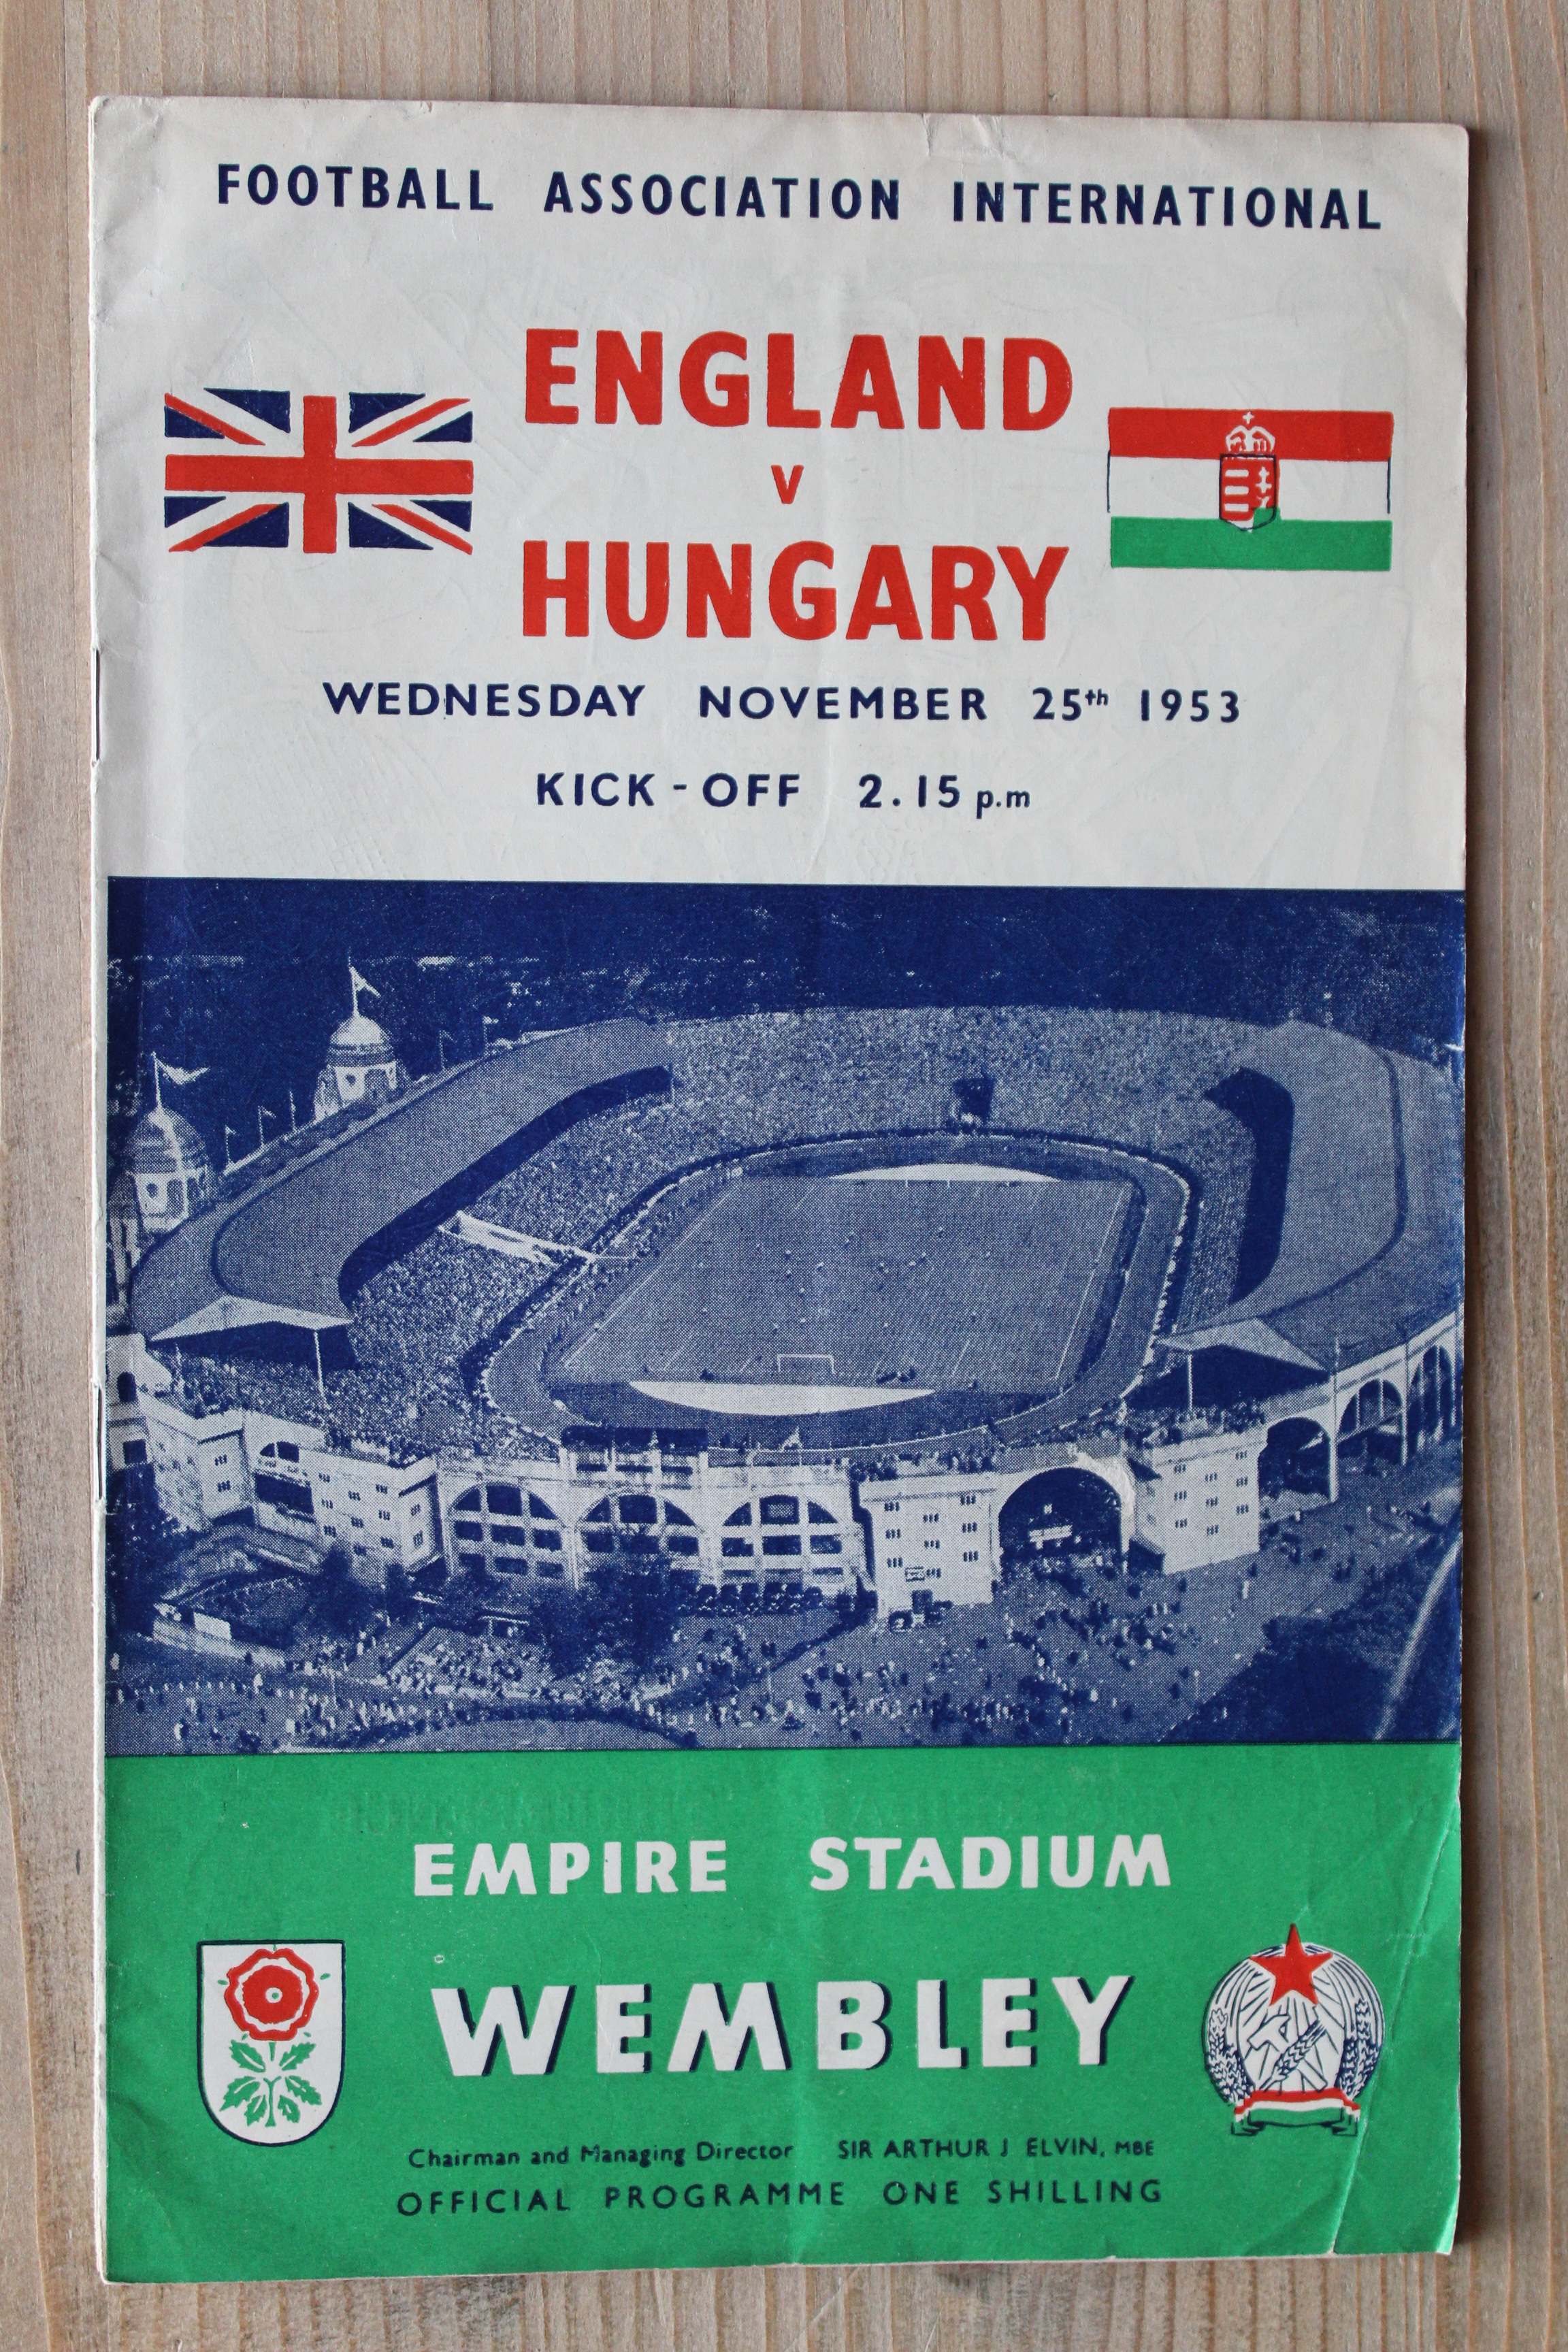 FOOTBALL ASSOCIATION INTERNATIONAL
ENGLAND
v
HUNGARY
WEDNESDAY NOVEMBER 25th 1953
KICK-OFF 2.15 p.m
EMPIRE STADIUM
WEMBLEY
Chairman and Managing Director SIR ARTHUR J ELVIN, MBE
OFFICIAL PROGRAMME ONE SHILLING